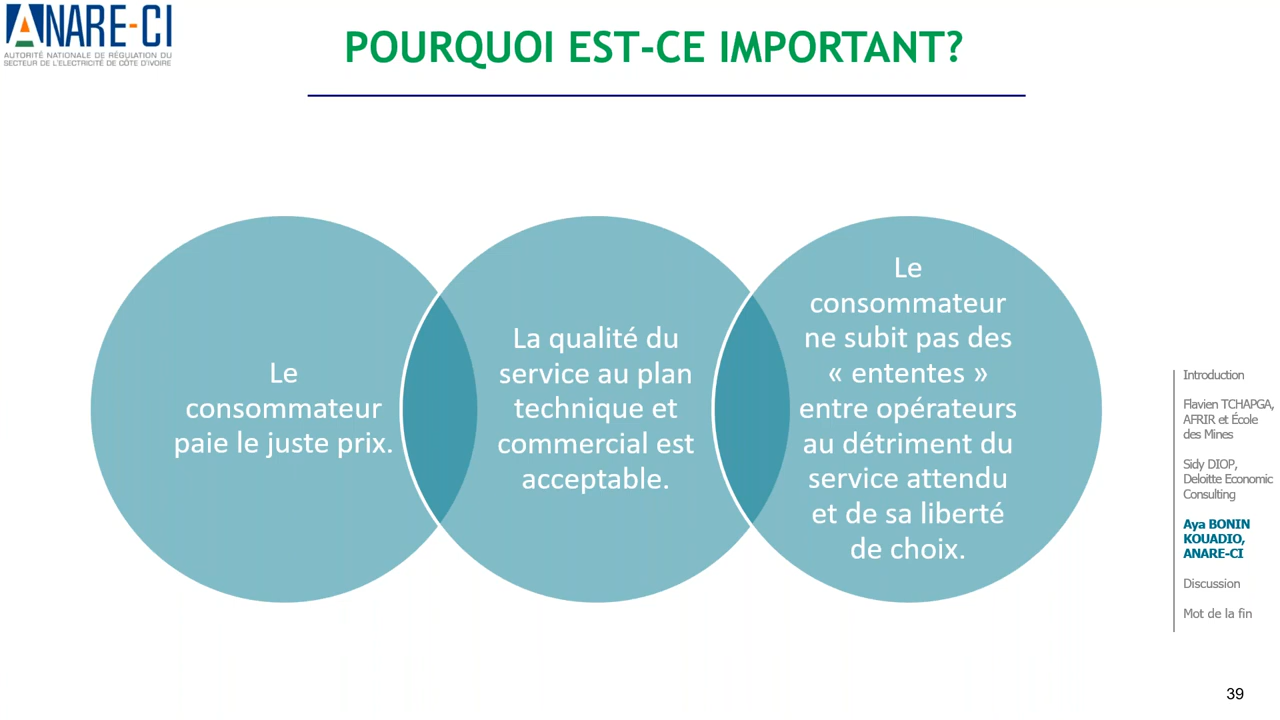 ANARE-CI
AUTORITÉ NATIONALE DE RÉGULATION DU
SECTEUR DE L'ELECTRICITÉ DE CÔTE D'IVOIRE
POURQUOI EST-CE IMPORTANT?
Le
consommateur
paie le juste prix.
La qualité du
service au plan
technique et
commercial est
acceptable.
Le
consommateur
ne subit pas des
« ententes »
entre opérateurs
au détriment du
service attendu
et de sa liberté
de choix.
Introduction
Flavien TCHAPGA,
AFRIR et École
des Mines
Sidy DIOP,
Deloitte Economic
Consulting
Aya BONIN
KOUADIO,
ANARE-CI
Discussion
Mot de la fin
39